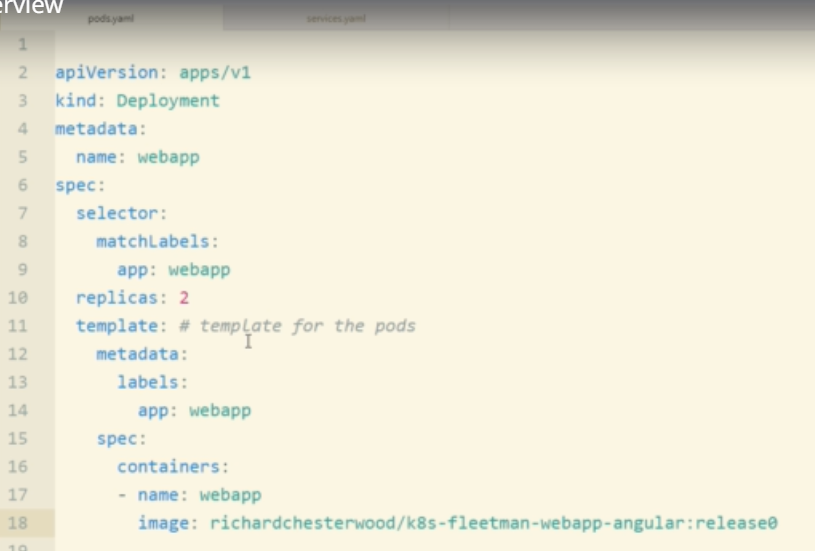 erview
pods.yaml services.yaml
1
2 apiVersion: apps/v1
3 kind: Deployment
4 metadata:
5 name: webapp
6 spec:
7 selector:
8 matchLabels:
9 app: webapp
10 replicas: 2
11 template: # template for the pods
12 metadata:
13 labels:
14 app: webapp
15 spec:
16 containers:
17 - name: webapp
18 image: richardchesterwood/k8s-fleetman-webapp-angular:release0
19